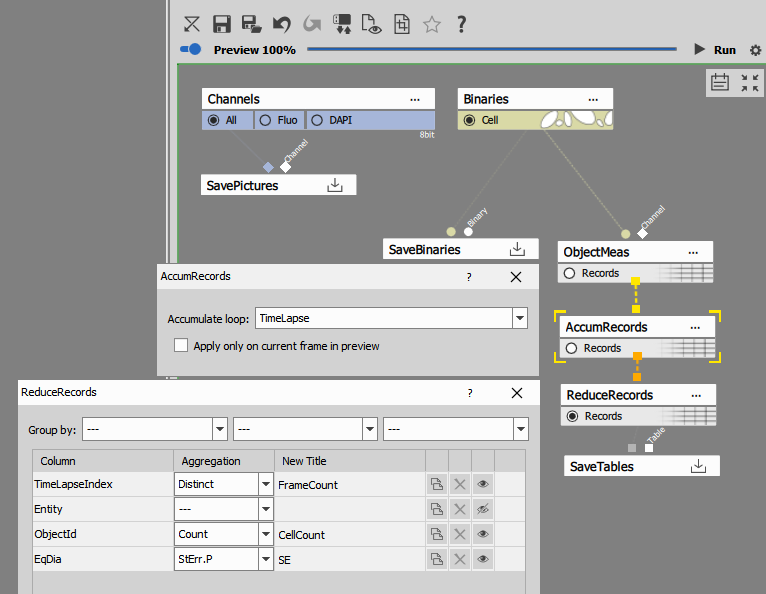 Preview 100%
Run
Channels ...
All Fluo DAPI
8bit
Channel
SavePictures
Binaries ...
Cell
Binary
SaveBinaries
Channel
ObjectMeas ...
Records
AccumRecords ...
Records
ReduceRecords ...
Records
Table
SaveTables
AccumRecords ?
Accumulate loop: TimeLapse
Apply only on current frame in preview
ReduceRecords ?
Group by: --- --- ---
Column Aggregation New Title
TimeLapseIndex Distinct FrameCount
Entity ---
ObjectId Count CellCount
EqDia StErr.P SE